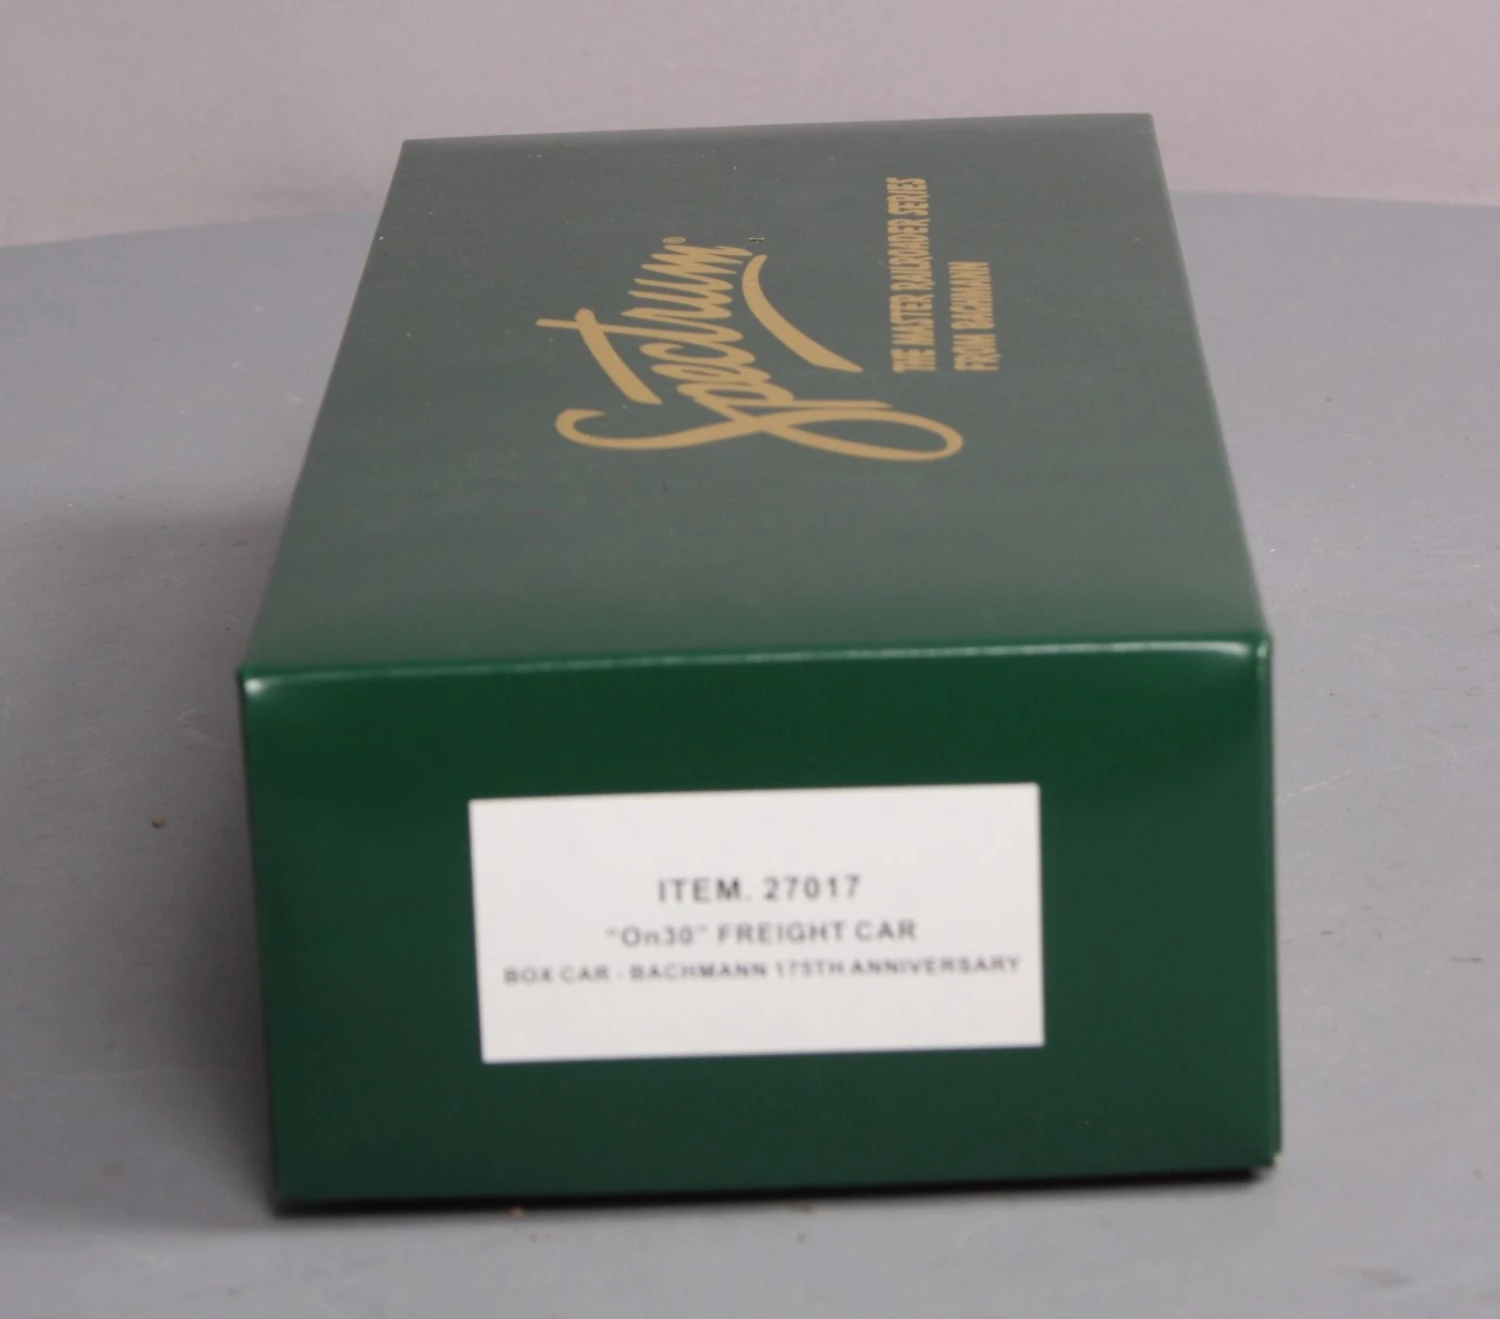 Spectrum®
THE MASTER RAILROADER SERIES
FROM BACHMANN
ITEM. 27017
"On30" FREIGHT CAR
BOX CAR - BACHMANN 175TH ANNIVERSARY